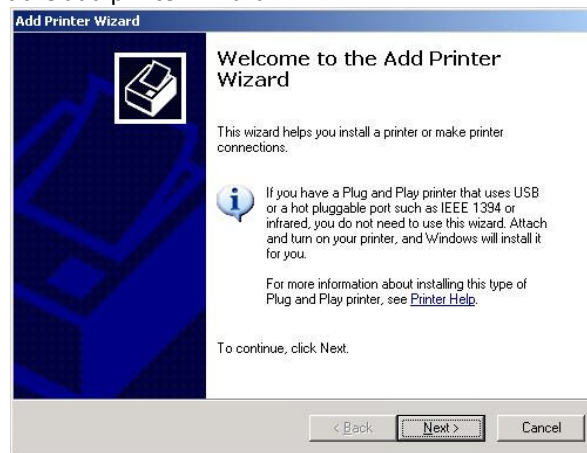 Add Printer Wizard
Welcome to the Add Printer
Wizard
This wizard helps you install a printer or make printer
connections.
If you have a Plug and Play printer that uses USB
or a hot pluggable port such as IEEE 1394 or
infrared, you do not need to use this wizard. Attach
and turn on your printer, and Windows will install it
for you.
For more information about installing this type of
Plug and Play printer, see Printer Help.
To continue, click Next.
< Back Next > Cancel